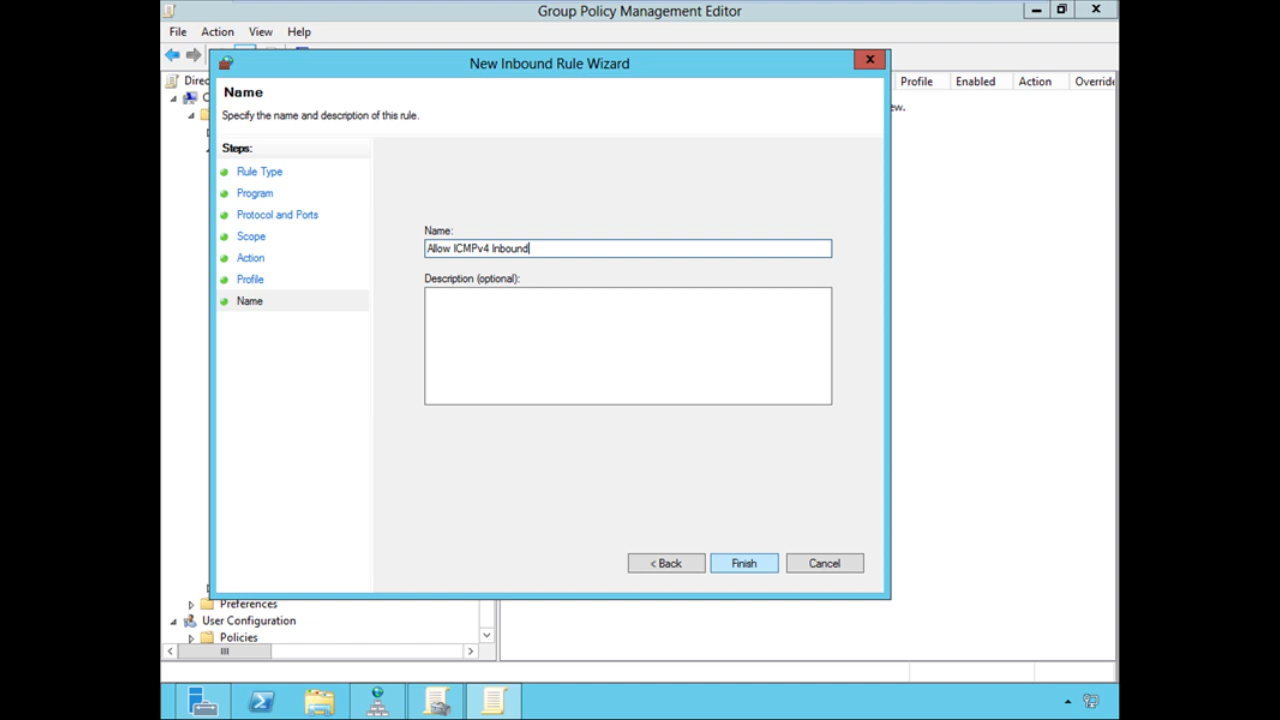 Group Policy Management Editor
File Action View Help
New Inbound Rule Wizard
Direc
Profile Enabled Action Override
Name
Specify the name and description of this rule.
Steps:
Rule Type
Program
Protocol and Ports
Scope
Action
Profile
Name
Name:
Allow ICMPv4 Inbound
Description (optional):
< Back Finish Cancel
Preferences
User Configuration
Policies